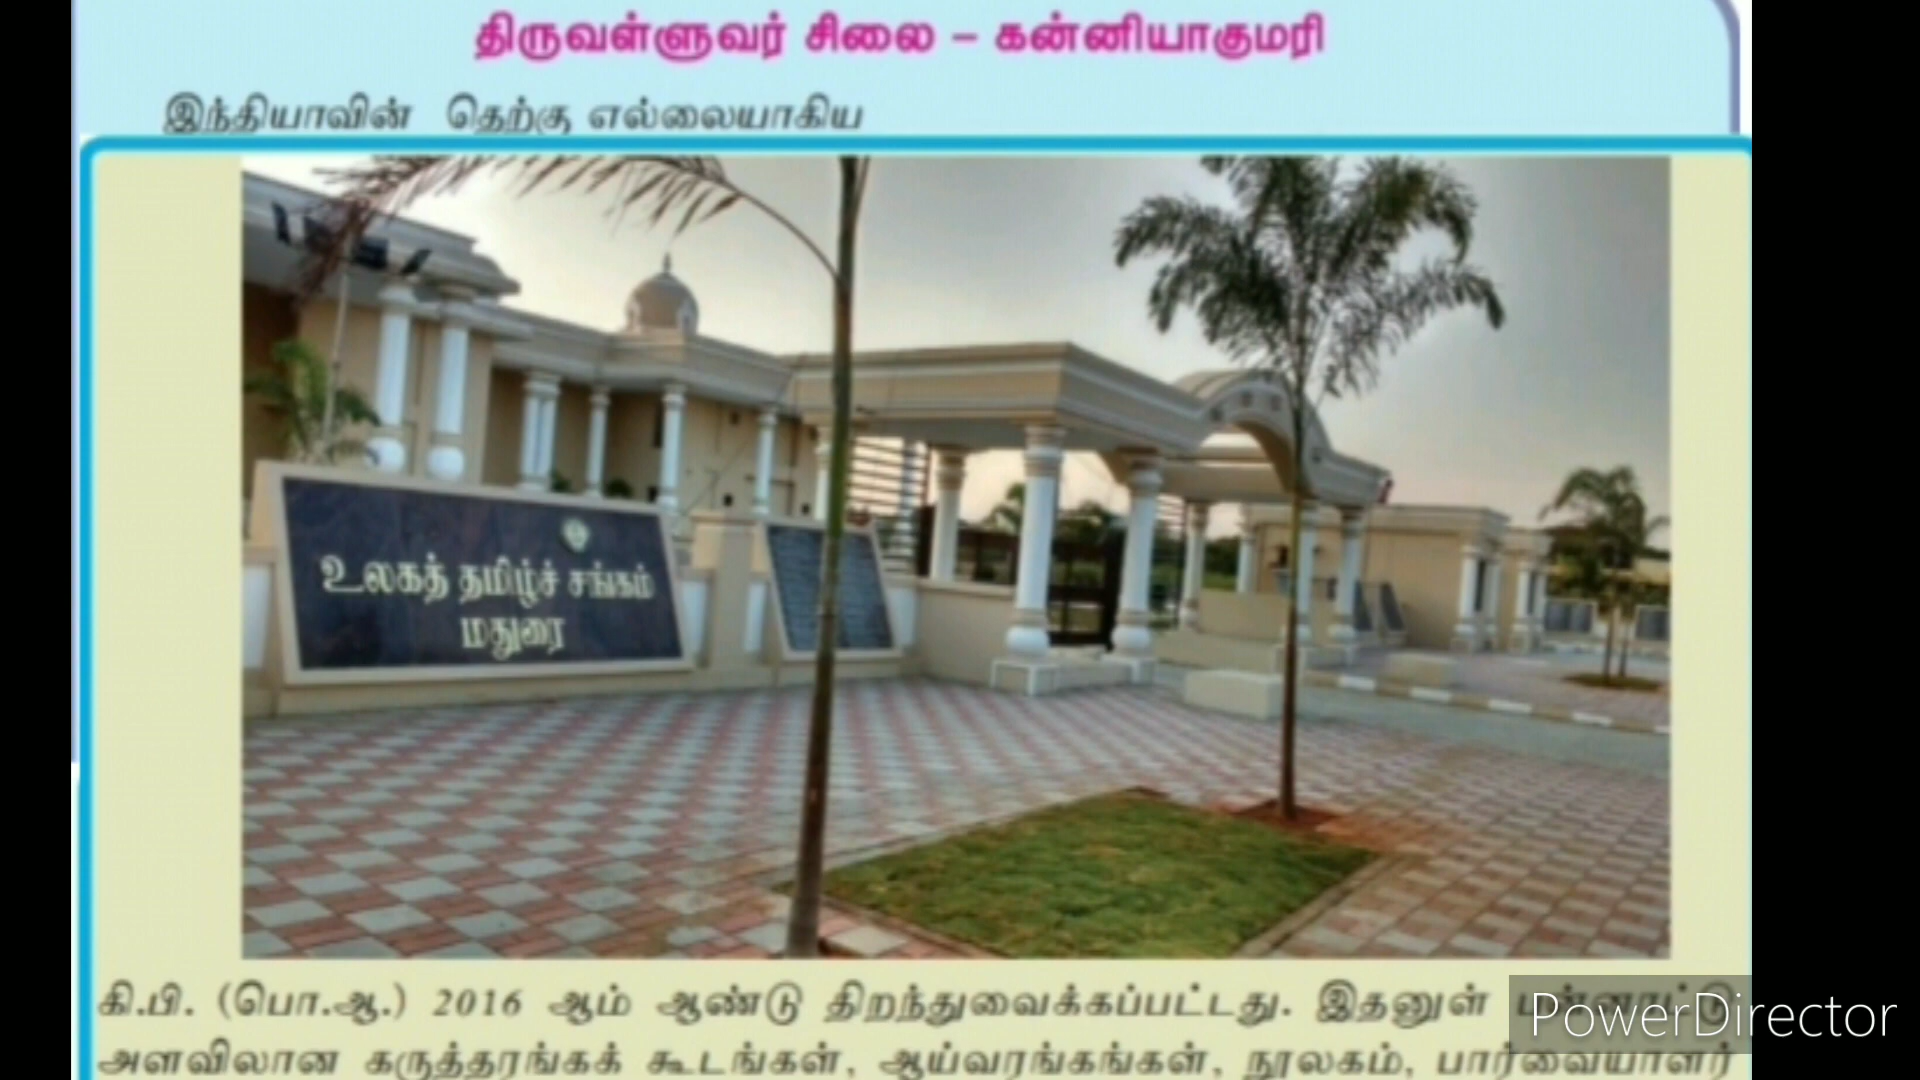 திருவள்ளுவர் சிலை – கன்னியாகுமரி
இந்தியாவின் தெற்கு எல்லையாகிய
உலகத் தமிழ்ச் சங்கம்
மதுரை
கி.பி. (பொ.ஆ.) 2016 ஆம் ஆண்டு திறந்துவைக்கப்பட்டது. இதனுள்
அளவிலான கருத்தரங்கக் கூடங்கள், ஆய்வரங்கங்கள், நூலகம், பார்வையாளர்
PowerDirector